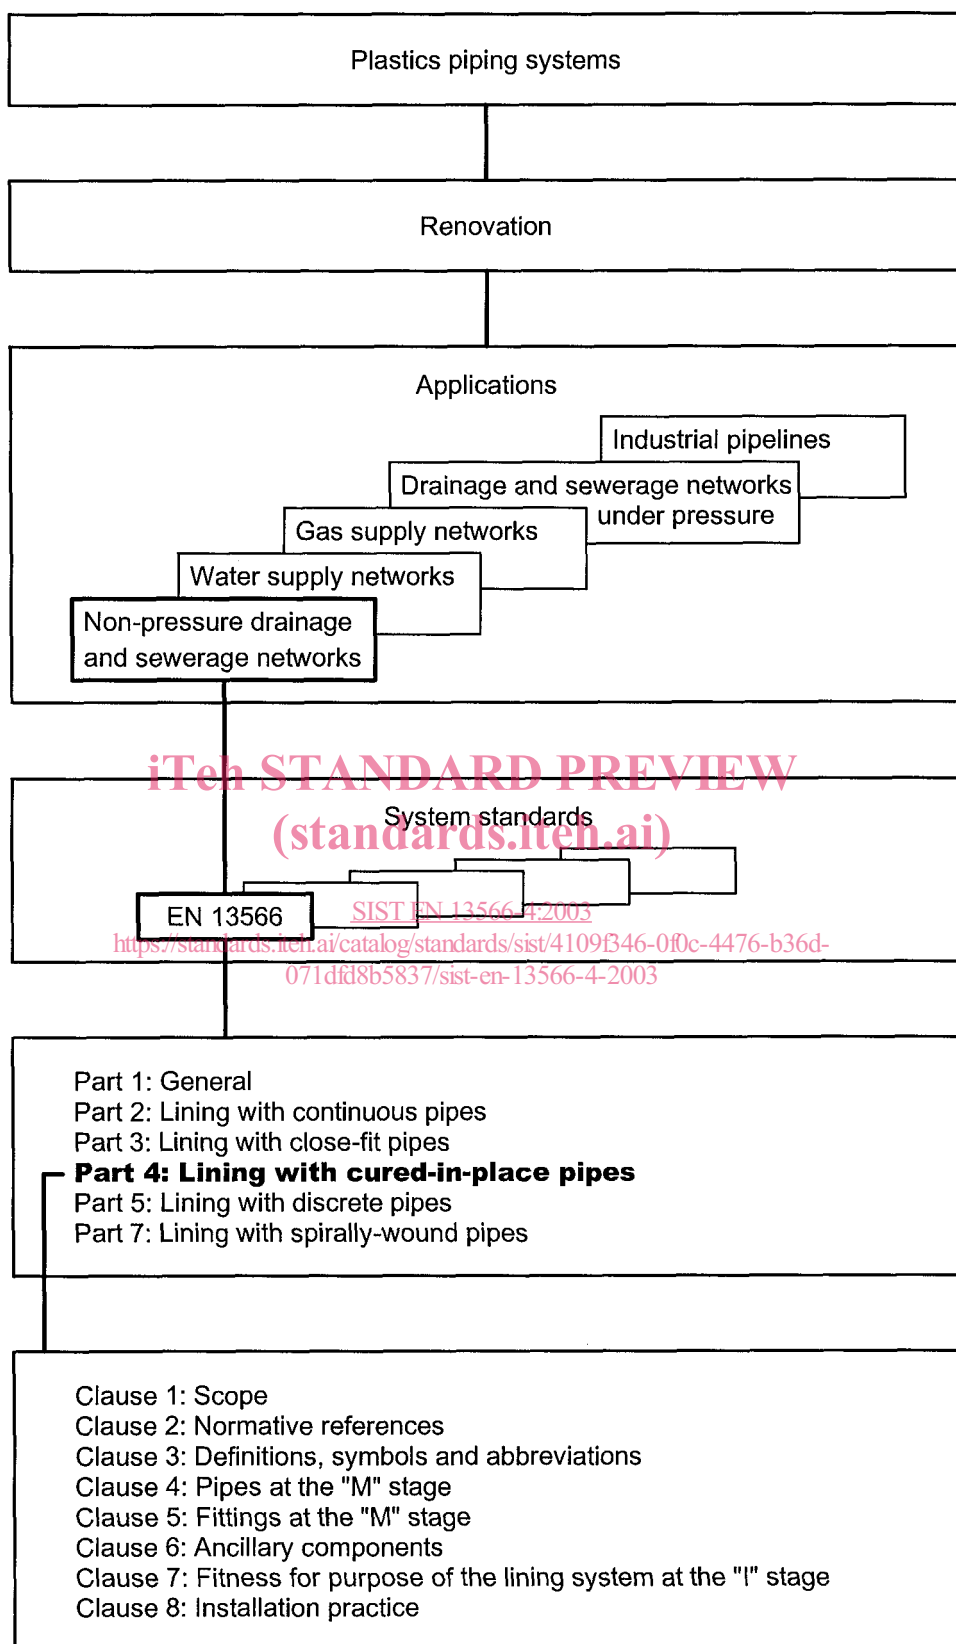 Plastics piping systems
Renovation
Applications
Industrial pipelines
Drainage and sewerage networks
under pressure
Gas supply networks
Water supply networks
Non-pressure drainage
and sewerage networks
iTeh STANDARD PREVIEW
System standards
(standards.iteh.ai)
EN 13566
SIST EN 13566-4:2003
https://standards.iteh.ai/catalog/standards/sist/4109f346-0f0c-4476-b36d-
071dfd8b5837/sist-en-13566-4-2003
Part 1: General
Part 2: Lining with continuous pipes
Part 3: Lining with close-fit pipes
Part 4: Lining with cured-in-place pipes
Part 5: Lining with discrete pipes
Part 7: Lining with spirally-wound pipes
Clause 1: Scope
Clause 2: Normative references
Clause 3: Definitions, symbols and abbreviations
Clause 4: Pipes at the "M" stage
Clause 5: Fittings at the "M" stage
Clause 6: Ancillary components
Clause 7: Fitness for purpose of the lining system at the "I" stage
Clause 8: Installation practice